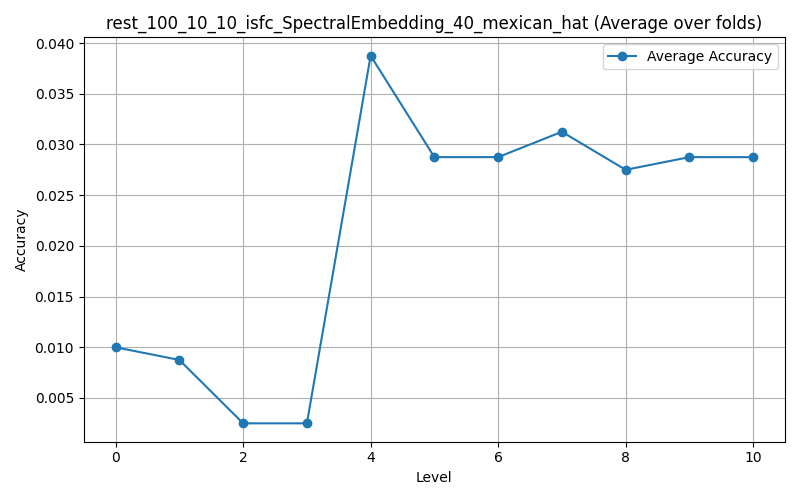 rest_100_10_10_isfc_SpectralEmbedding_40_mexican_hat (Average over folds)
Average Accuracy
0.040
0.035
0.030
0.025
0.020
0.015
0.010
0.005
Accuracy
0 2 4 6 8 10
Level